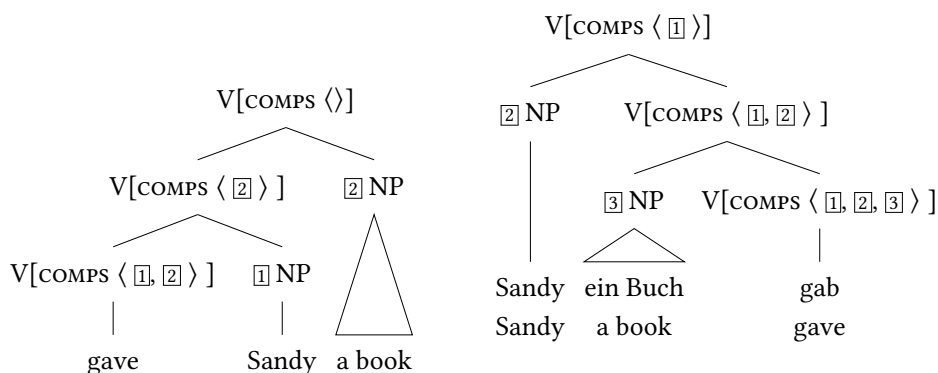 V[COMPS ⟨⟩]
V[COMPS ⟨ 2 ⟩ ] 2 NP
V[COMPS ⟨ 1, 2 ⟩ ] 1 NP
gave Sandy a book
V[COMPS ⟨ 1 ⟩]
2 NP V[COMPS ⟨ 1, 2 ⟩ ]
3 NP V[COMPS ⟨ 1, 2, 3 ⟩ ]
Sandy ein Buch gab
Sandy a book gave